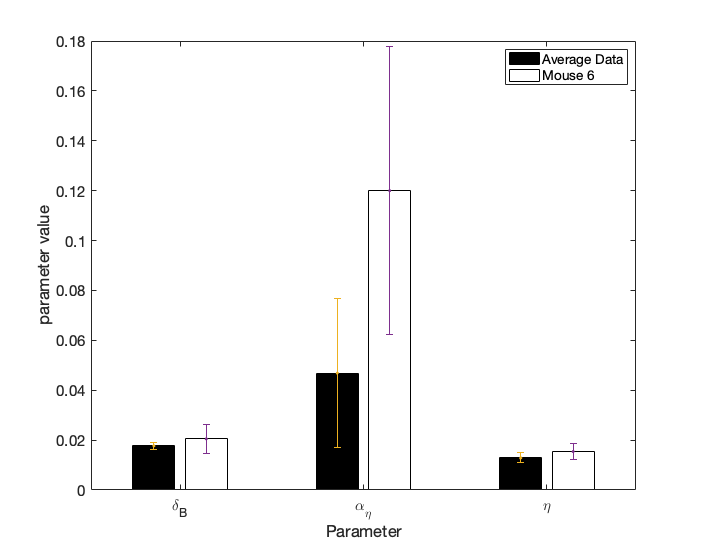 0.18
Average Data
Mouse 6
0.16
0.14
0.12
0.1
0.08
0.06
0.04
0.02
0
parameter value
δB
αη
η
Parameter